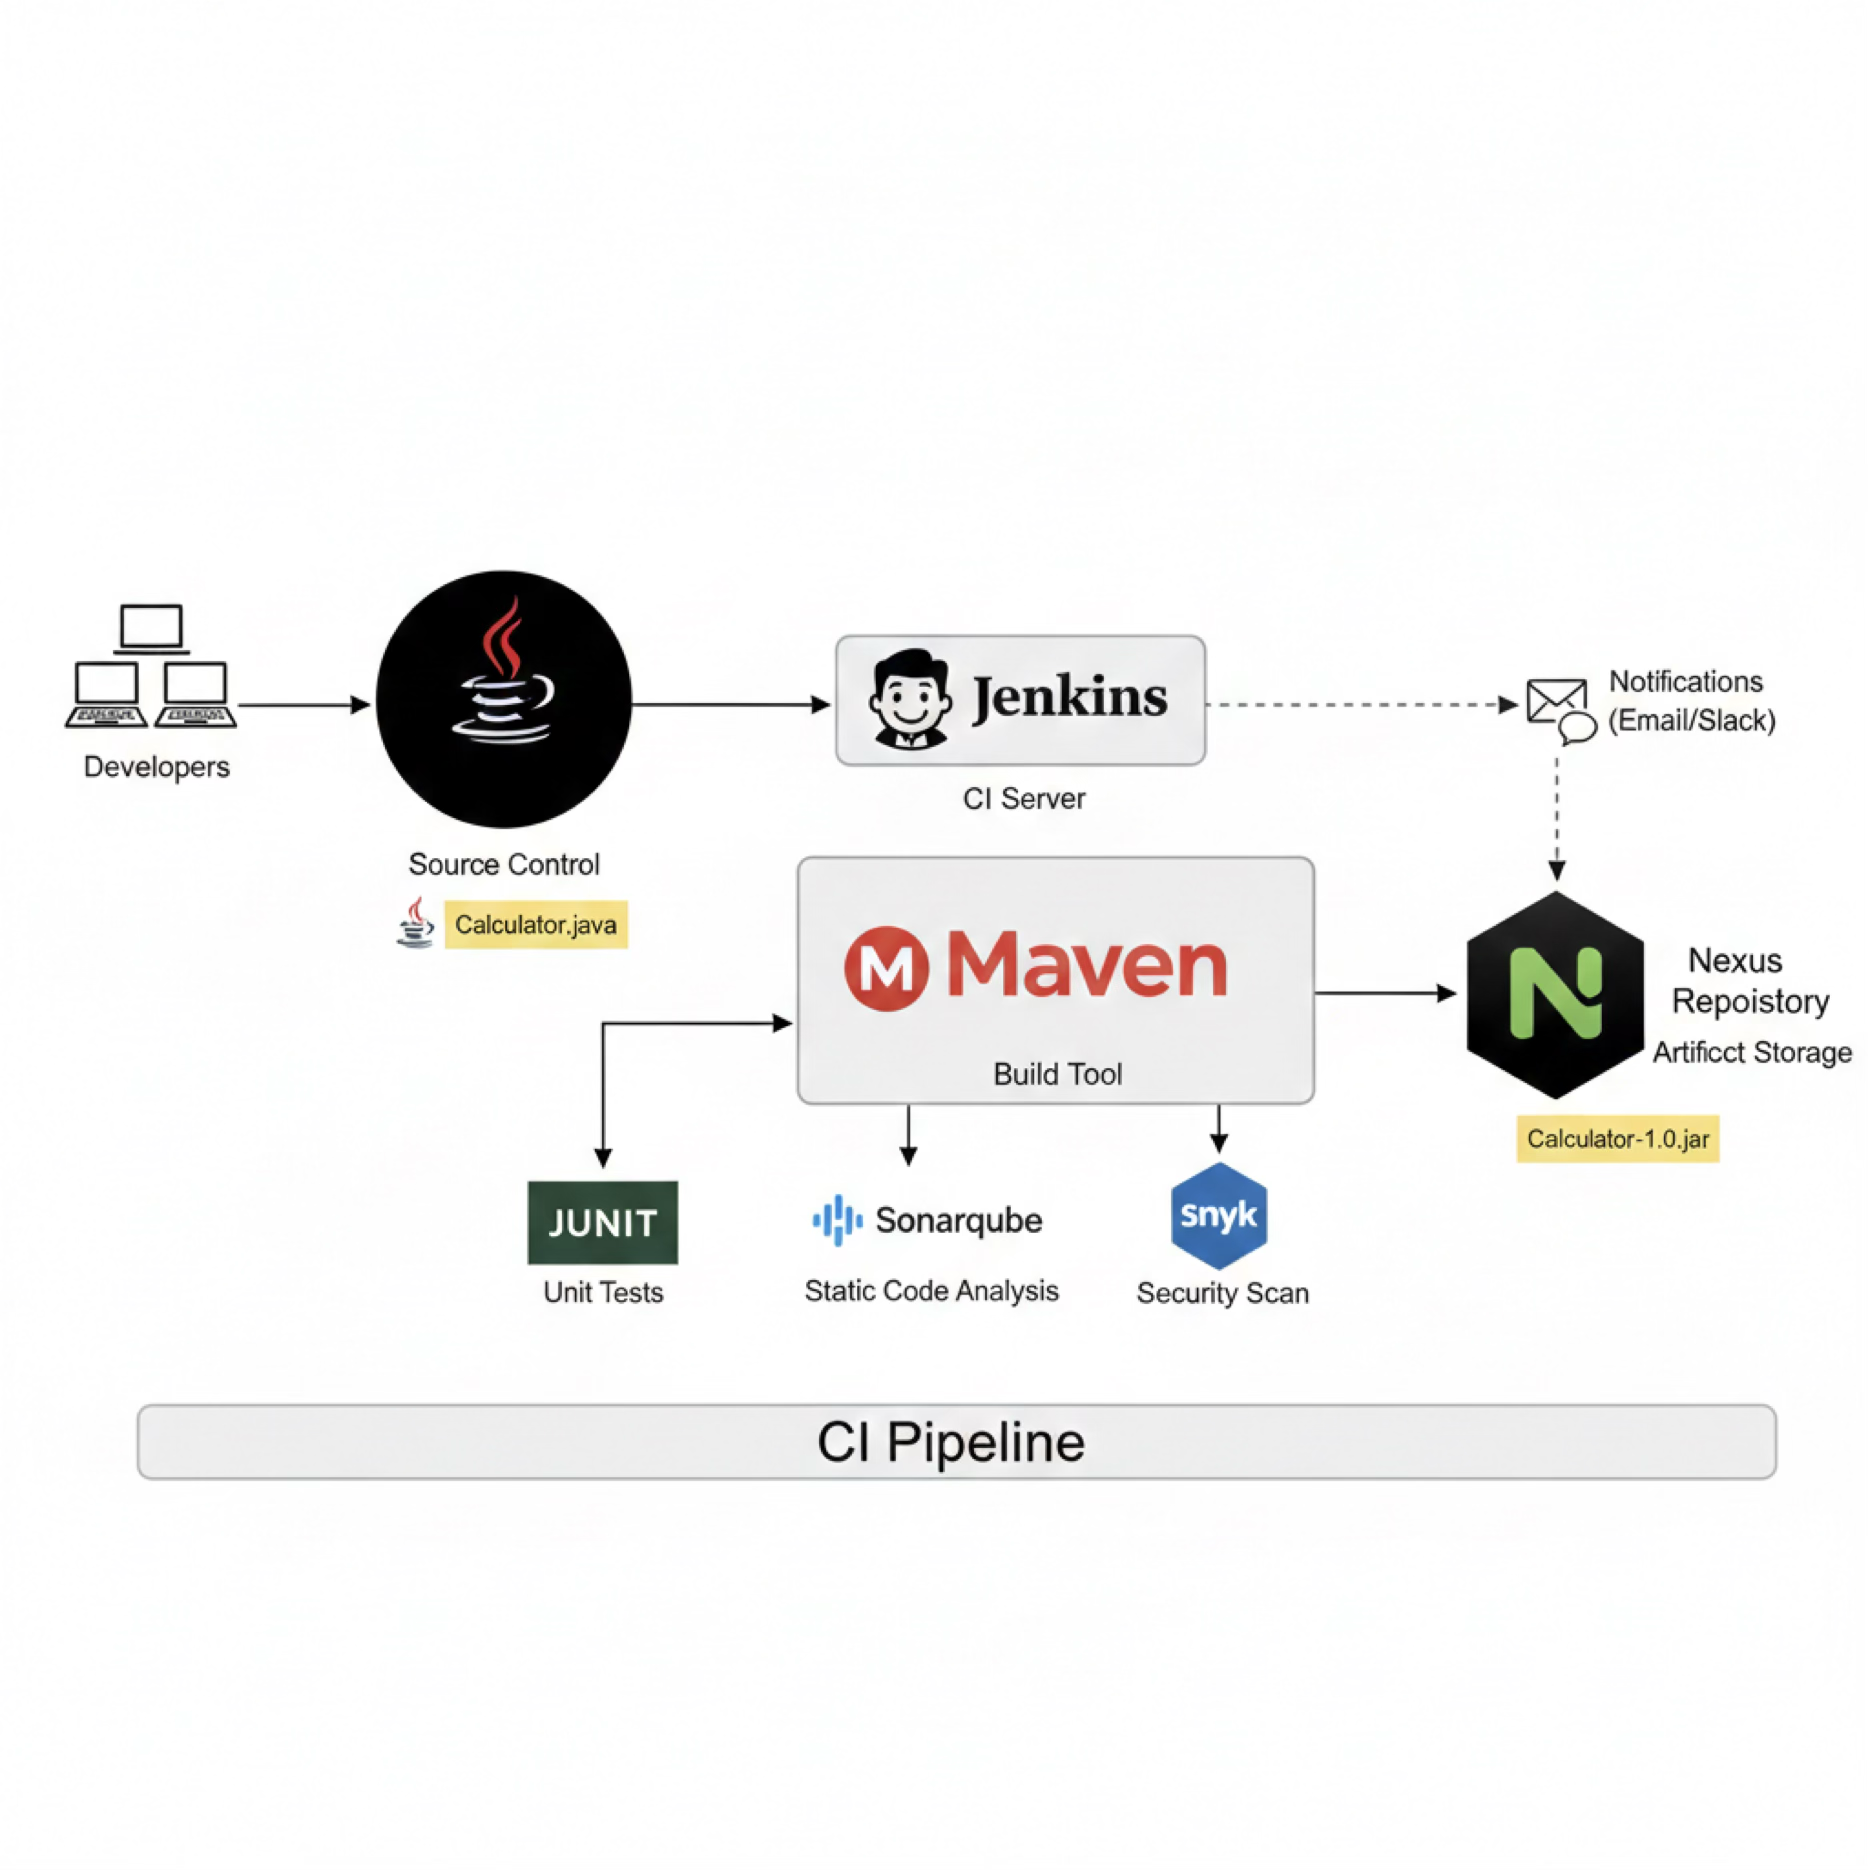 Developers
Source Control
Calculator.java
Jenkins
CI Server
Notifications
(Email/Slack)
M Maven
Build Tool
N
Nexus
Repoistory
Artificct Storage
Calculator-1.0.jar
JUNIT
Unit Tests
Sonarqube
Static Code Analysis
snyk
Security Scan
CI Pipeline